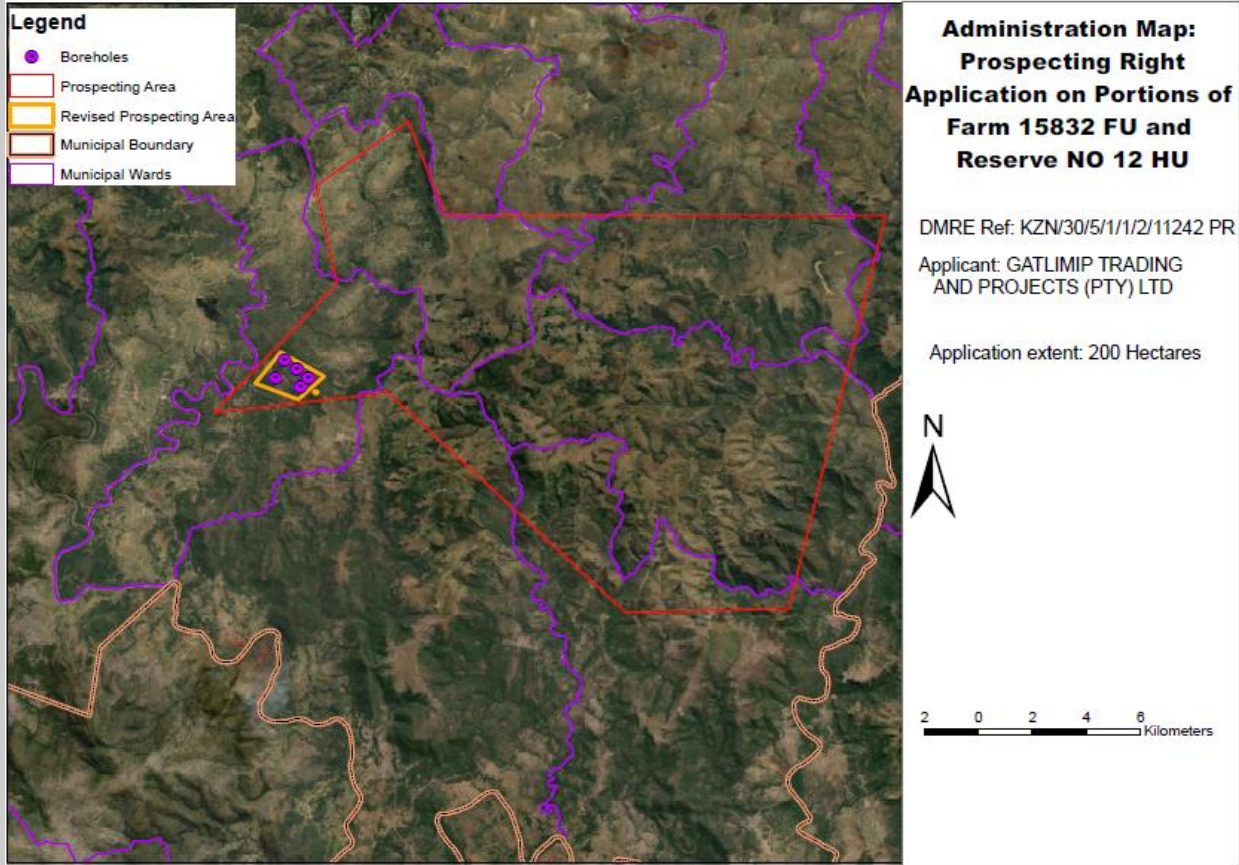 Legend
Boreholes
Prospecting Area
Revised Prospecting Area
Municipal Boundary
Municipal Wards
Administration Map:
Prospecting Right
Application on Portions of
Farm 15832 FU and
Reserve NO 12 HU
DMRE Ref: KZN/30/5/1/1/2/11242 PR
Applicant: GATLIMIP TRADING
AND PROJECTS (PTY) LTD
Application extent: 200 Hectares
N
2 0 2 4 6
Kilometers